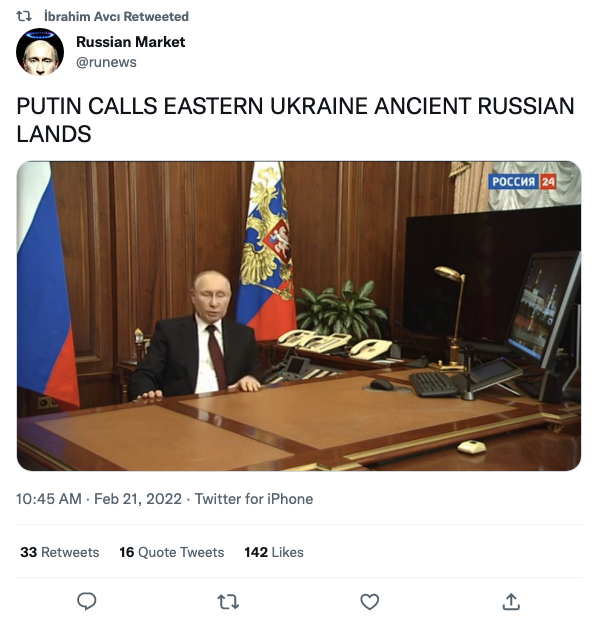 İbrahim Avcı Retweeted
Russian Market
@runews
PUTIN CALLS EASTERN UKRAINE ANCIENT RUSSIAN
LANDS
РОССИЯ 24
10:45 AM · Feb 21, 2022 · Twitter for iPhone
33 Retweets 16 Quote Tweets 142 Likes